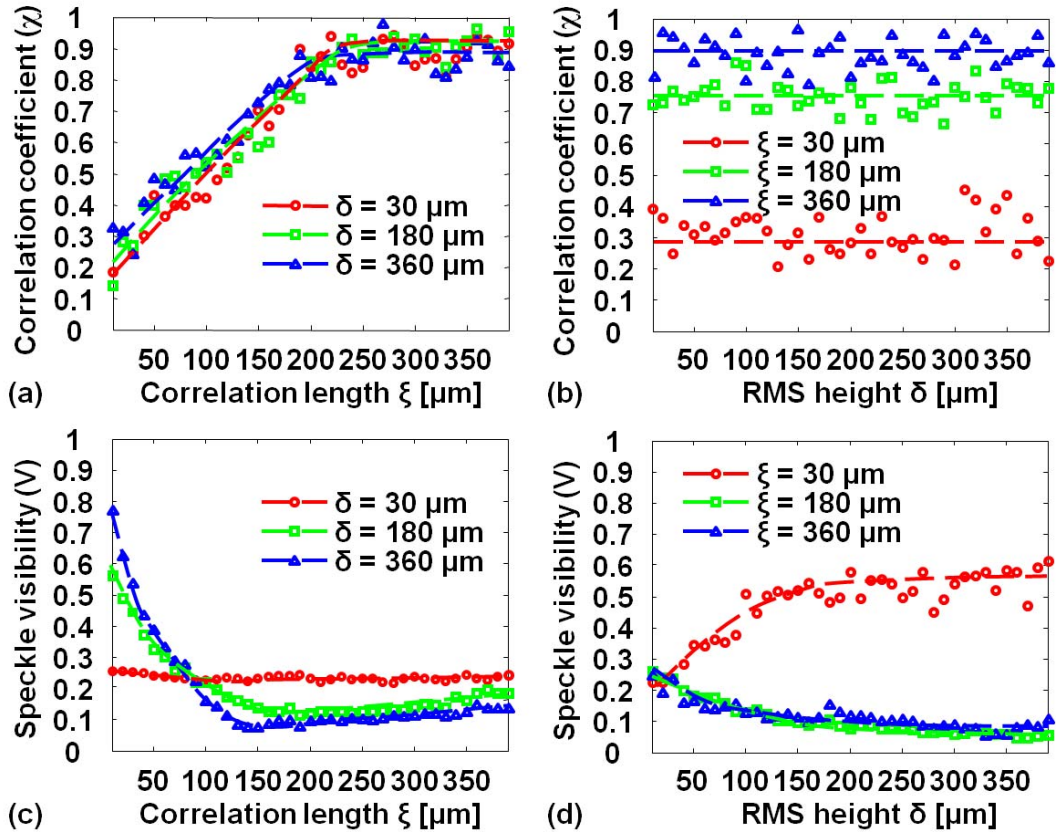 Correlation coefficient (χ)
1
0.9
0.8
0.7
0.6
0.5
0.4
0.3
0.2
0.1
0
δ = 30 µm
δ = 180 µm
δ = 360 µm
50 100 150 200 250 300 350
(a) Correlation length ξ [µm]
Correlation coefficient (χ)
1
0.9
0.8
0.7
0.6
0.5
0.4
0.3
0.2
0.1
0
ξ = 30 µm
ξ = 180 µm
ξ = 360 µm
50 100 150 200 250 300 350
(b) RMS height δ [µm]
Speckle visibility (V)
1
0.9
0.8
0.7
0.6
0.5
0.4
0.3
0.2
0.1
0
δ = 30 µm
δ = 180 µm
δ = 360 µm
50 100 150 200 250 300 350
(c) Correlation length ξ [µm]
Speckle visibility (V)
1
0.9
0.8
0.7
0.6
0.5
0.4
0.3
0.2
0.1
0
ξ = 30 µm
ξ = 180 µm
ξ = 360 µm
50 100 150 200 250 300 350
(d) RMS height δ [µm]